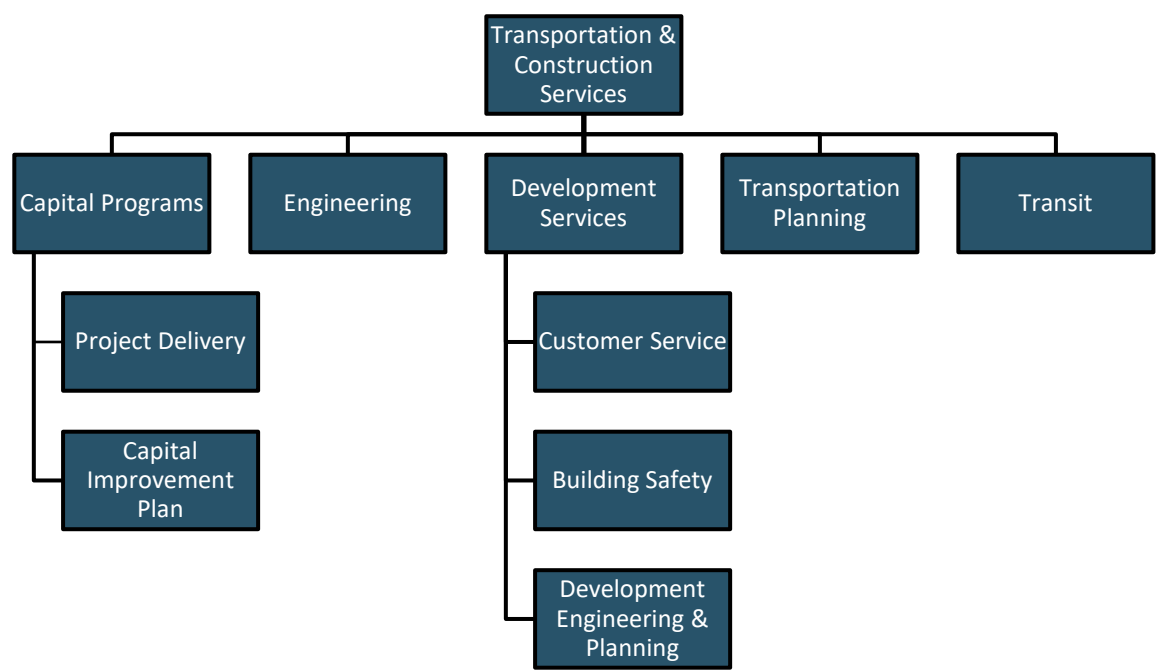 Transportation &
Construction
Services
Capital Programs
Engineering
Development
Services
Transportation
Planning
Transit
Project Delivery
Capital
Improvement
Plan
Customer Service
Building Safety
Development
Engineering &
Planning